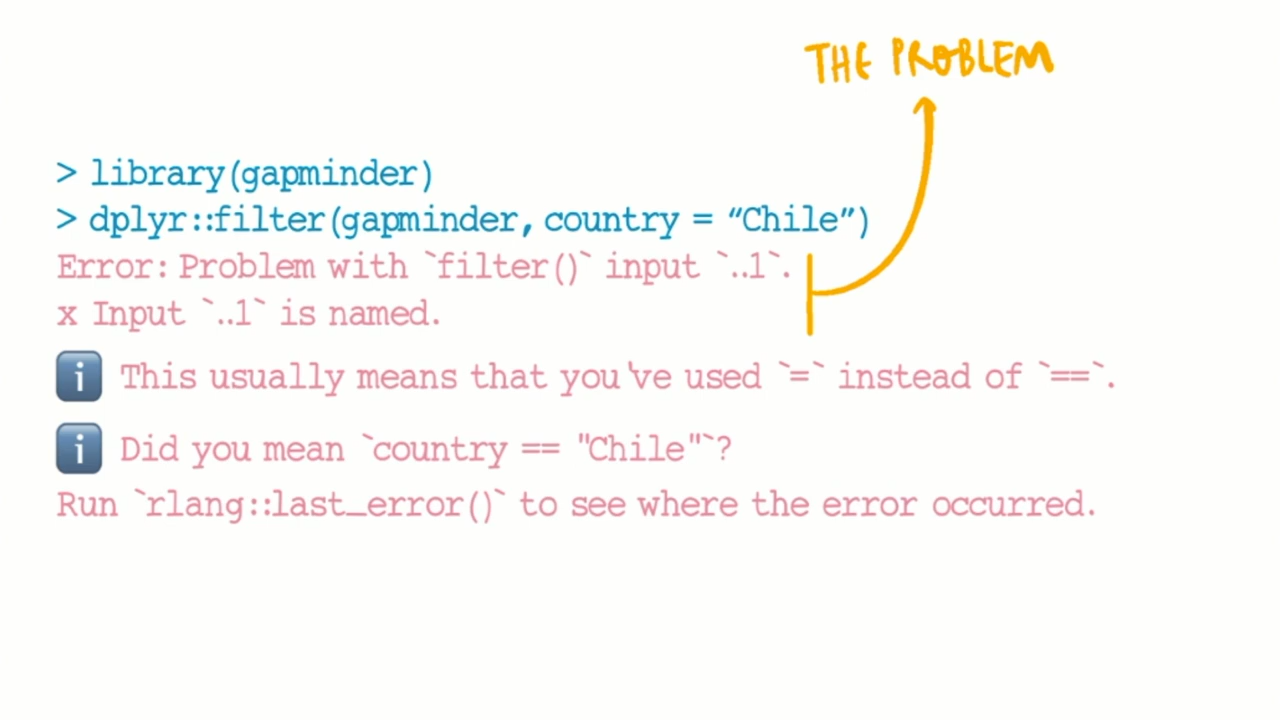 THE PROBLEM
> library(gapminder)
> dplyr::filter(gapminder, country = “Chile”)
Error: Problem with `filter()` input `..1`.
x Input `..1` is named.
i This usually means that you've used `=` instead of `==`.
i Did you mean `country == "Chile"`?
Run `rlang::last_error()` to see where the error occurred.